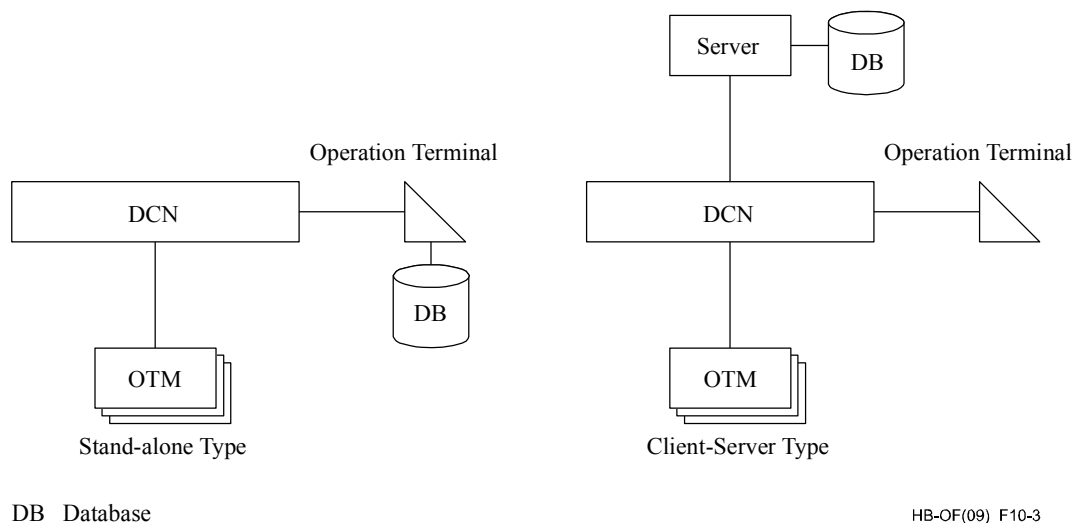 Server
DB
Operation Terminal
Operation Terminal
DCN
DCN
DB
OTM
OTM
Stand-alone Type
Client-Server Type
DB Database
HB-OF(09)_F10-3